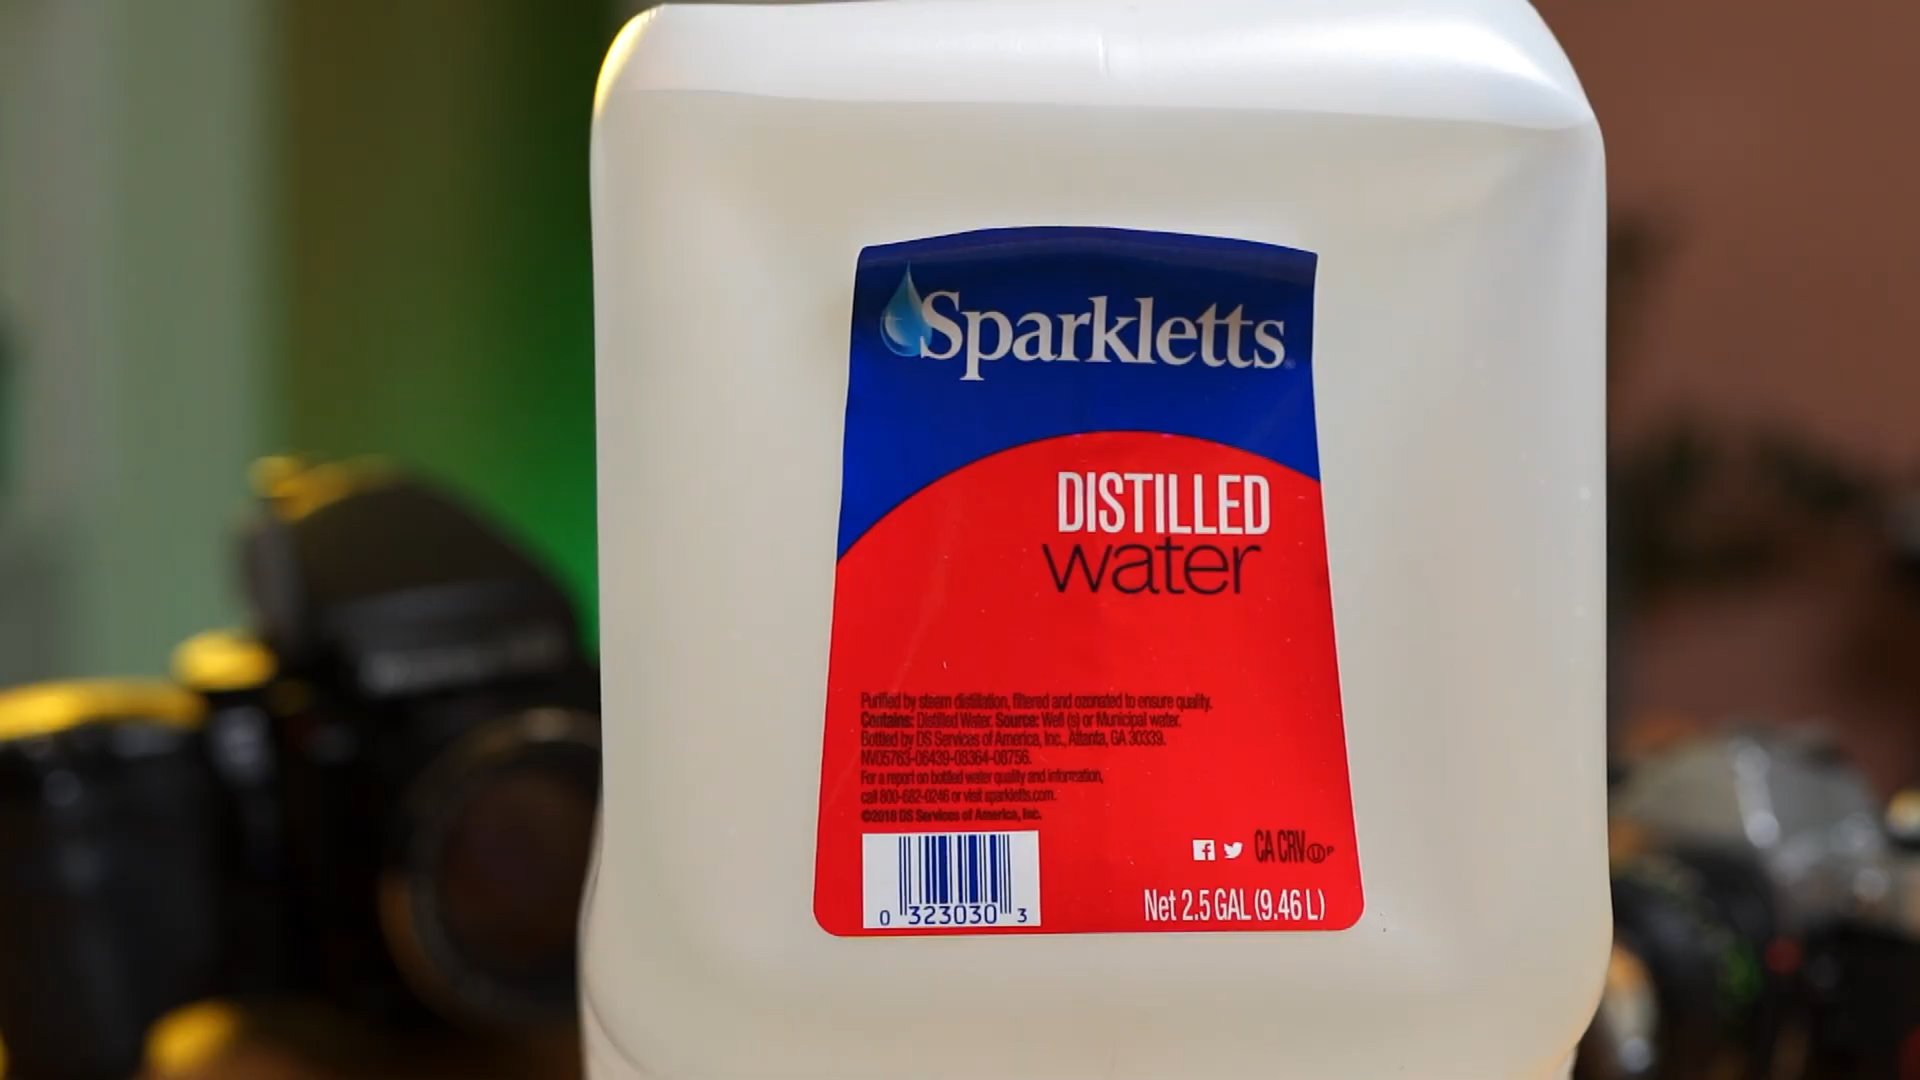 Sparkletts
DISTILLED
water
Purified by steam distillation, filtered and ozonated to ensure quality.
Contains: Distilled Water. Source: Well (s) or Municipal water.
Bottled by DS Services of America, Inc., Atlanta, GA 30339.
NV05763-06439-08364-08756.
For a report on bottled water quality and information,
call 800-682-0246 or visit sparkletts.com.
©2016 DS Services of America, Inc.
0 323030 3
CA CRV
Net 2.5 GAL (9.46 L)